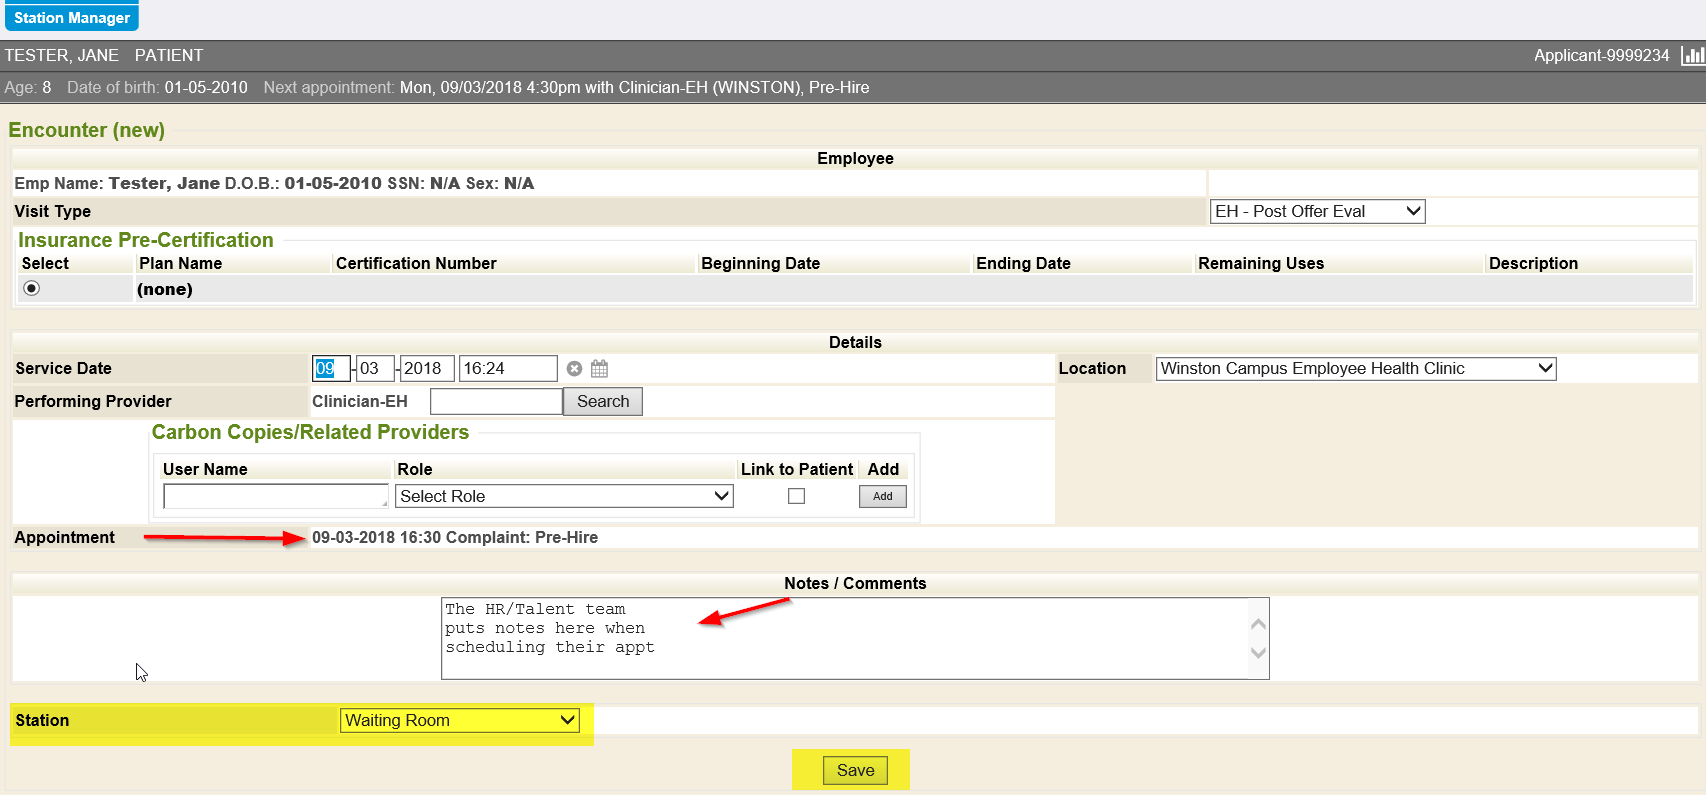 Station Manager
TESTER, JANE PATIENT Applicant-9999234
Age: 8 Date of birth: 01-05-2010 Next appointment: Mon, 09/03/2018 4:30pm with Clinician-EH (WINSTON), Pre-Hire
Encounter (new)
Employee
Emp Name: Tester, Jane D.O.B.: 01-05-2010 SSN: N/A Sex: N/A
Visit Type EH - Post Offer Eval
Insurance Pre-Certification
Select Plan Name Certification Number Beginning Date Ending Date Remaining Uses Description
(none)
Details
Service Date 09-03-2018 16:24 Location Winston Campus Employee Health Clinic
Performing Provider Clinician-EH Search
Carbon Copies/Related Providers
User Name Role Link to Patient Add
Select Role Add
Appointment 09-03-2018 16:30 Complaint: Pre-Hire
Notes / Comments
The HR/Talent team
puts notes here when
scheduling their appt
Station Waiting Room
Save